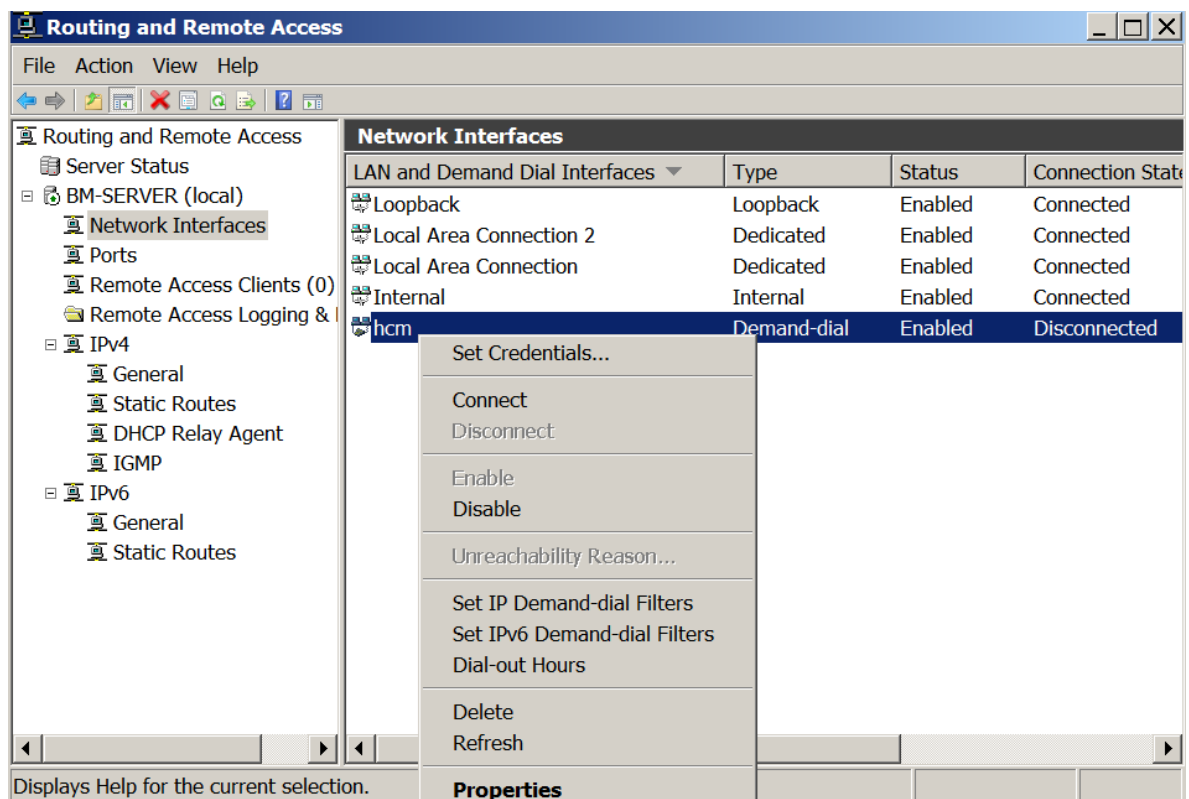 Routing and Remote Access
File Action View Help
Routing and Remote Access
Server Status
BM-SERVER (local)
Network Interfaces
Ports
Remote Access Clients (0)
Remote Access Logging &
IPv4
General
Static Routes
DHCP Relay Agent
IGMP
IPv6
General
Static Routes
Network Interfaces
LAN and Demand Dial Interfaces Type Status Connection State
Loopback Loopback Enabled Connected
Local Area Connection 2 Dedicated Enabled Connected
Local Area Connection Dedicated Enabled Connected
Internal Internal Enabled Connected
hcm Demand-dial Enabled Disconnected
Set Credentials...
Connect
Disconnect
Enable
Disable
Unreachability Reason...
Set IP Demand-dial Filters
Set IPv6 Demand-dial Filters
Dial-out Hours
Delete
Refresh
Properties
Displays Help for the current selection.